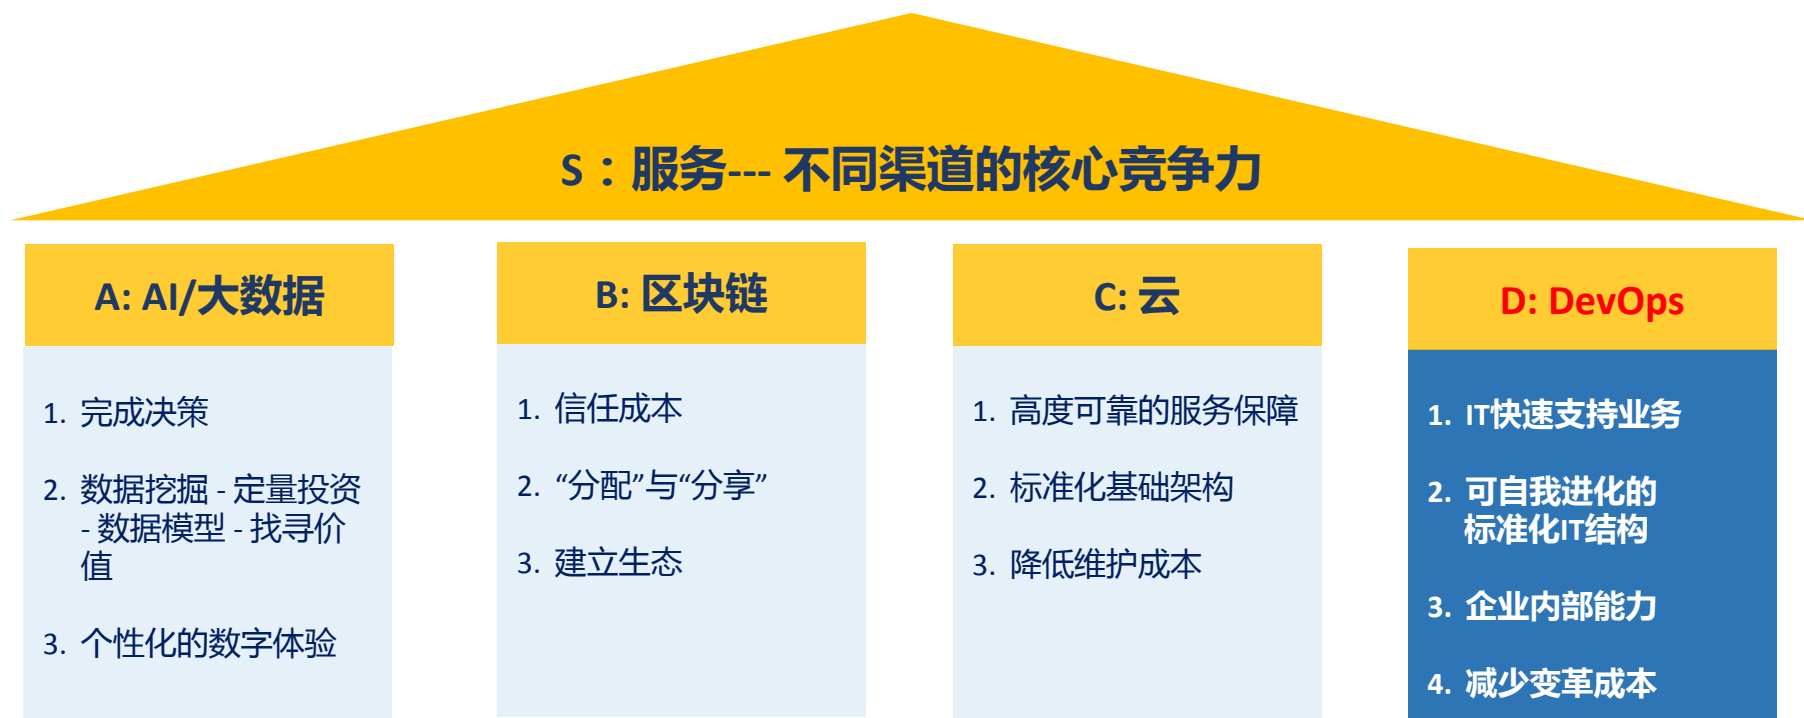 S：服务--- 不同渠道的核心竞争力
A: AI/大数据
1. 完成决策
2. 数据挖掘 - 定量投资
- 数据模型 - 找寻价
值
3. 个性化的数字体验
B: 区块链
1. 信任成本
2. “分配”与“分享”
3. 建立生态
C: 云
1. 高度可靠的服务保障
2. 标准化基础架构
3. 降低维护成本
D: DevOps
1. IT快速支持业务
2. 可自我进化的
标准化IT结构
3. 企业内部能力
4. 减少变革成本